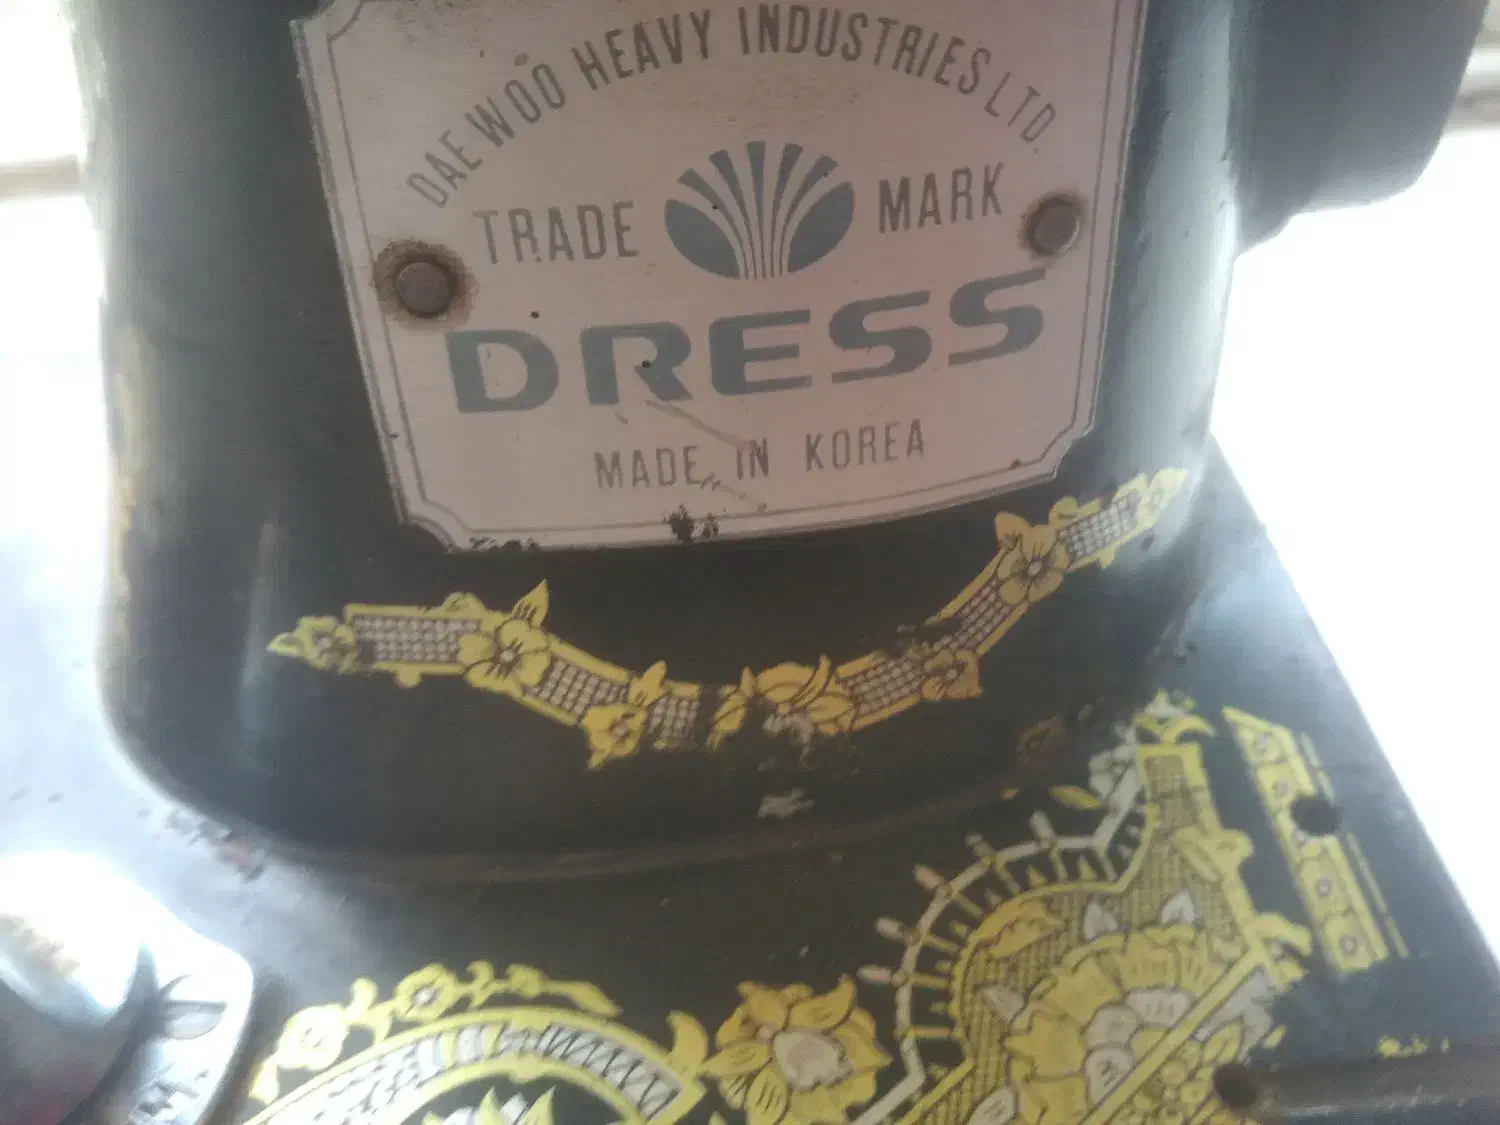 DAEWOO HEAVY INDUSTRIES LTD.
TRADE MARK
DRESS
MADE IN KOREA